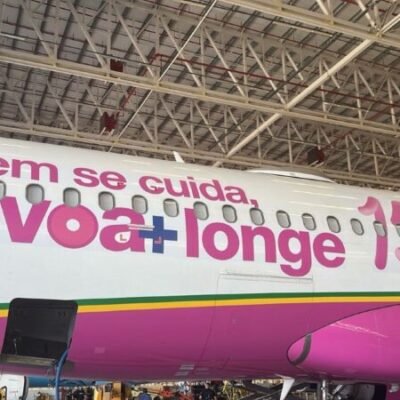 em se cuida,
voa+longe